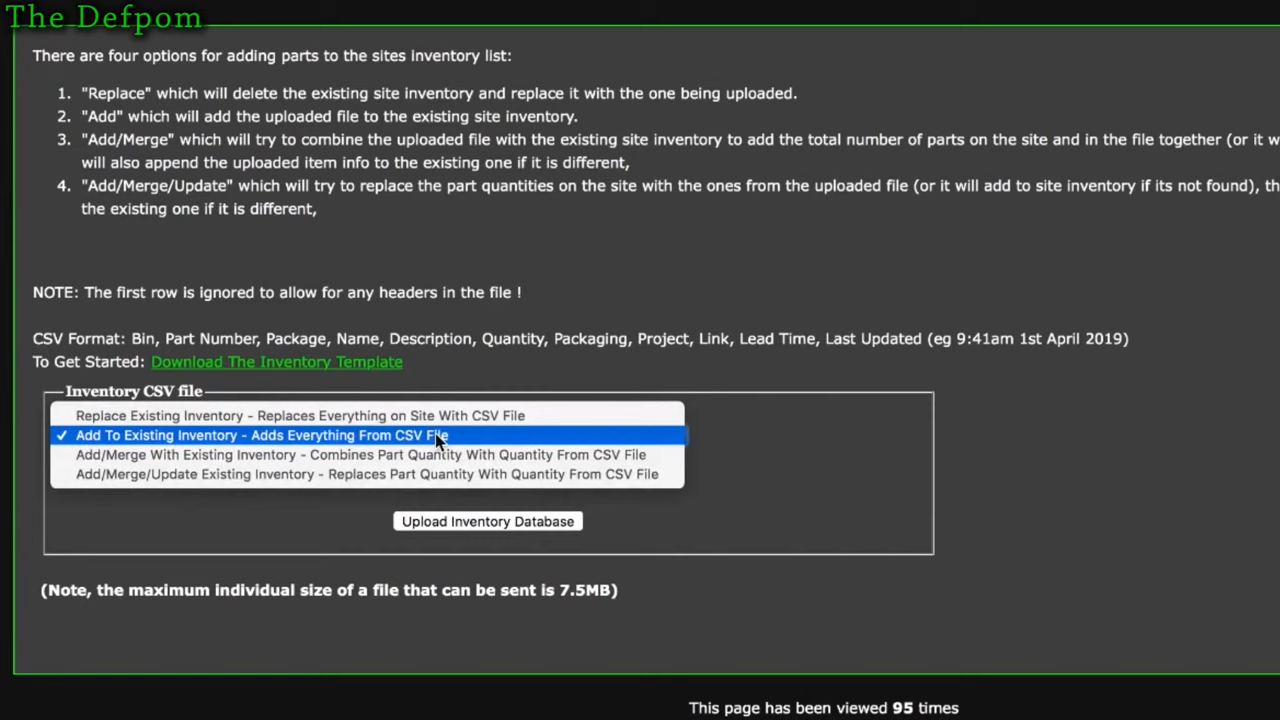 The Defpom
There are four options for adding parts to the sites inventory list:
1. "Replace" which will delete the existing site inventory and replace it with the one being uploaded.
2. "Add" which will add the uploaded file to the existing site inventory.
3. "Add/Merge" which will try to combine the uploaded file with the existing site inventory to add the total number of parts on the site and in the file together (or it w
will also append the uploaded item info to the existing one if it is different,
4. "Add/Merge/Update" which will try to replace the part quantities on the site with the ones from the uploaded file (or it will add to site inventory if its not found), th
the existing one if it is different,
NOTE: The first row is ignored to allow for any headers in the file !
CSV Format: Bin, Part Number, Package, Name, Description, Quantity, Packaging, Project, Link, Lead Time, Last Updated (eg 9:41am 1st April 2019)
To Get Started: Download The Inventory Template
Inventory CSV file
Replace Existing Inventory - Replaces Everything on Site With CSV File
✓ Add To Existing Inventory - Adds Everything From CSV File
Add/Merge With Existing Inventory - Combines Part Quantity With Quantity From CSV File
Add/Merge/Update Existing Inventory - Replaces Part Quantity With Quantity From CSV File
Upload Inventory Database
(Note, the maximum individual size of a file that can be sent is 7.5MB)
This page has been viewed 95 times